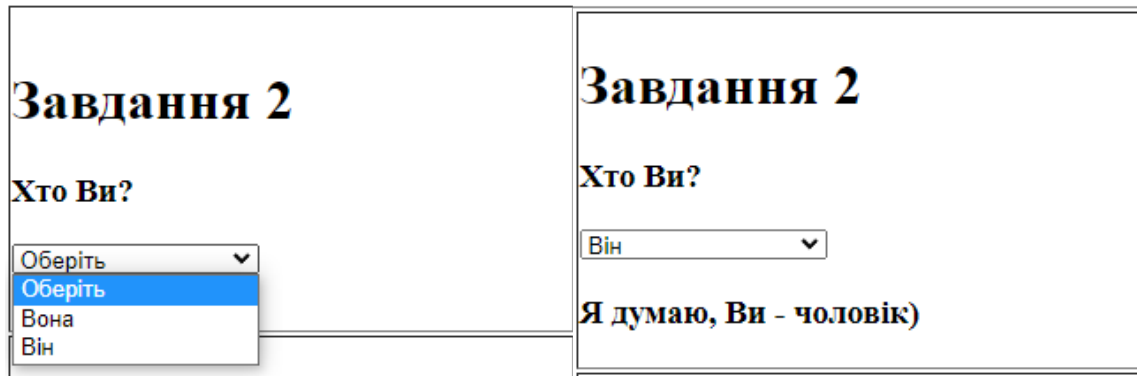 Завдання 2
Хто Ви?
Оберіть
Оберіть
Вона
Він
Завдання 2
Хто Ви?
Він
Я думаю, Ви - чоловік)